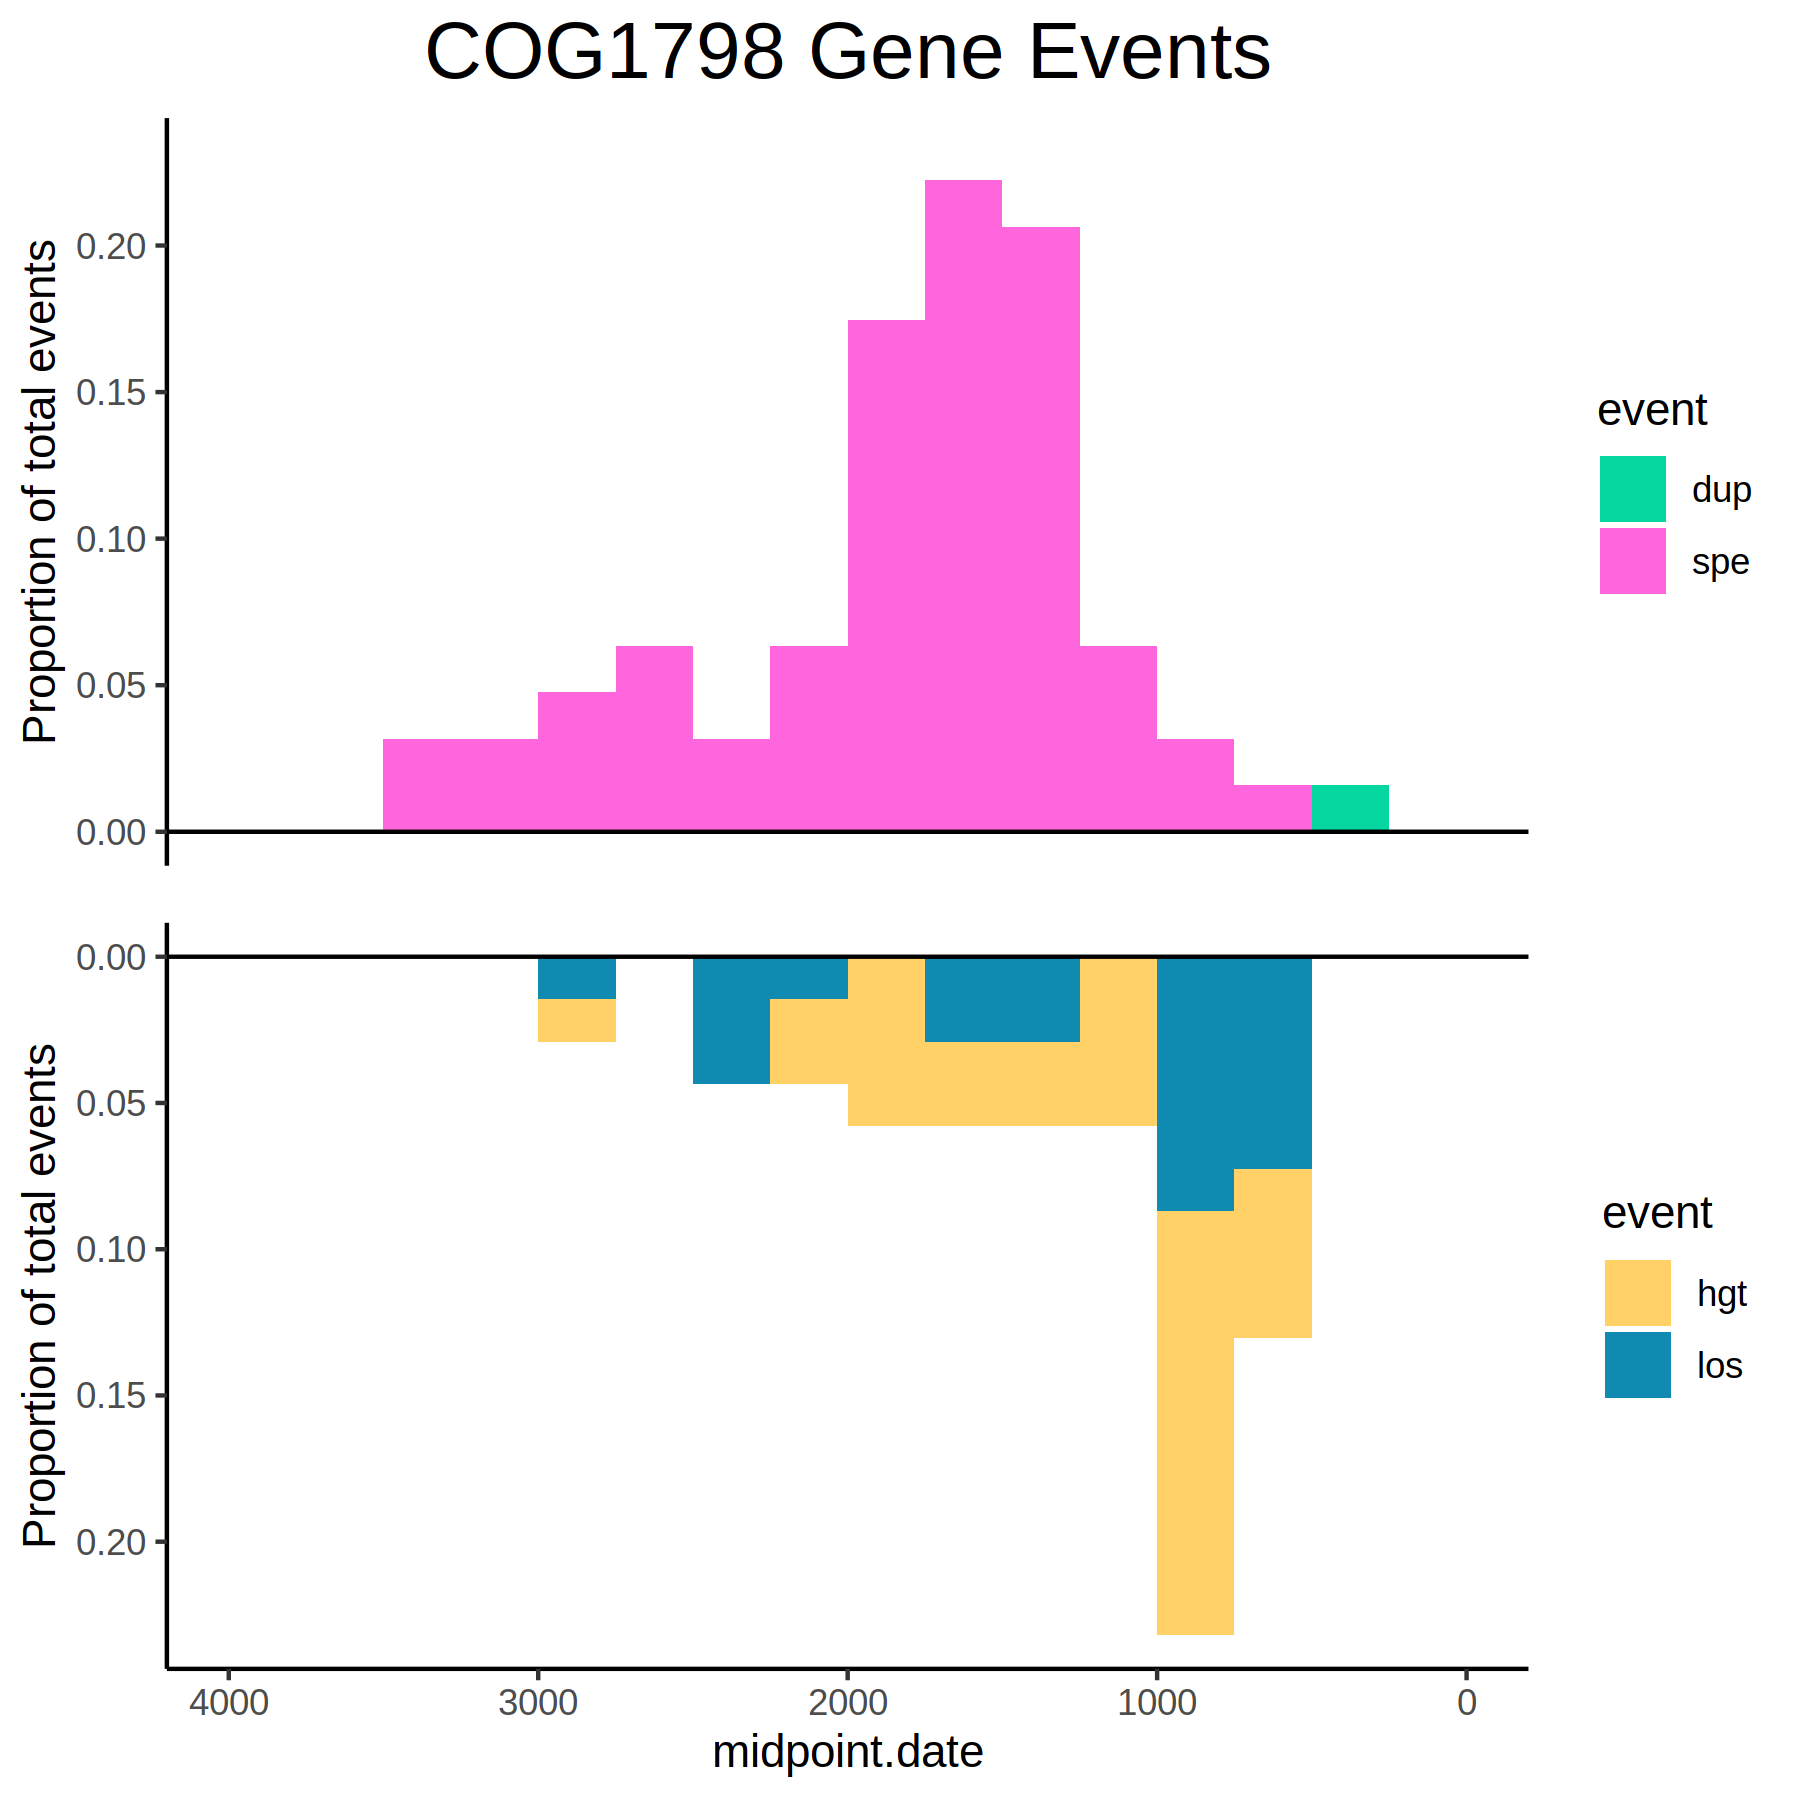 COG1798 Gene Events
Proportion of total events
0.20
0.15
0.10
0.05
0.00
event
dup
spe
Proportion of total events
0.00
0.05
0.10
0.15
0.20
event
hgt
los
4000 3000 2000 1000 0
midpoint.date